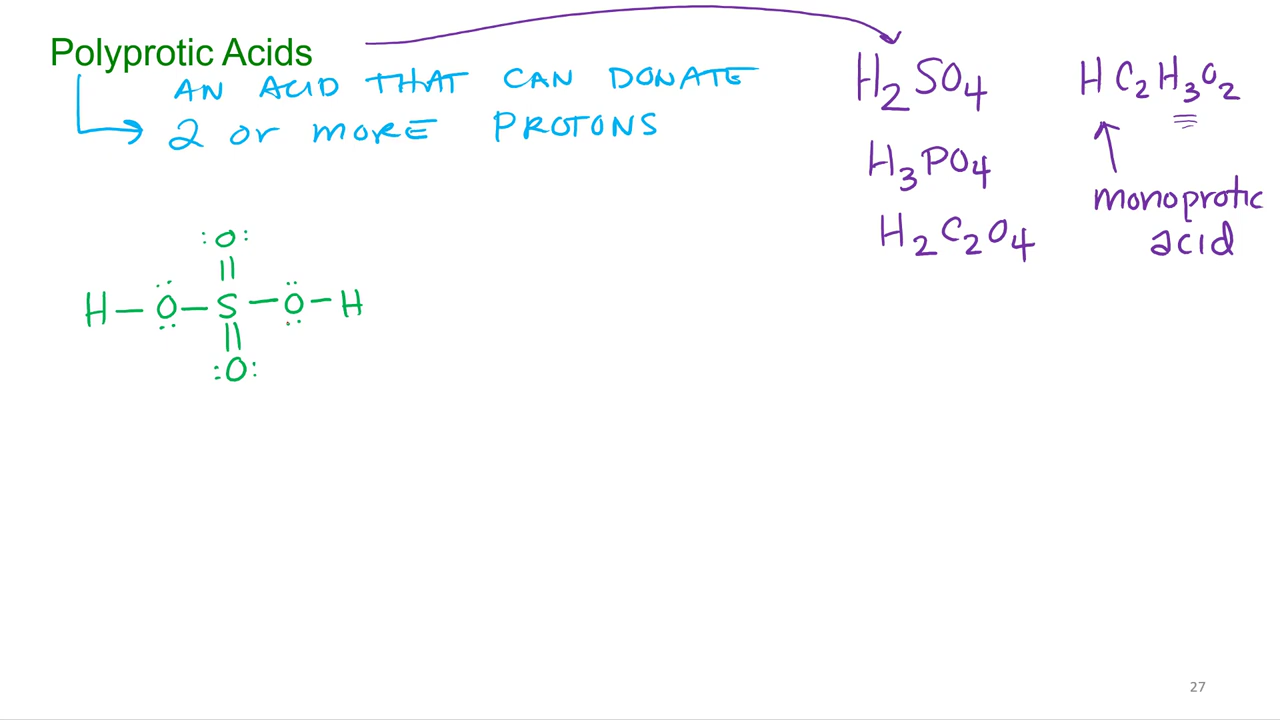 Polyprotic Acids
AN ACID THAT CAN DONATE
2 or more PROTONS
H₂SO₄
H₃PO₄
H₂C₂O₄
HC₂H₃O₂
monoprotic
acid
:O:
||
H — O — S — O — H
||
:O:
27